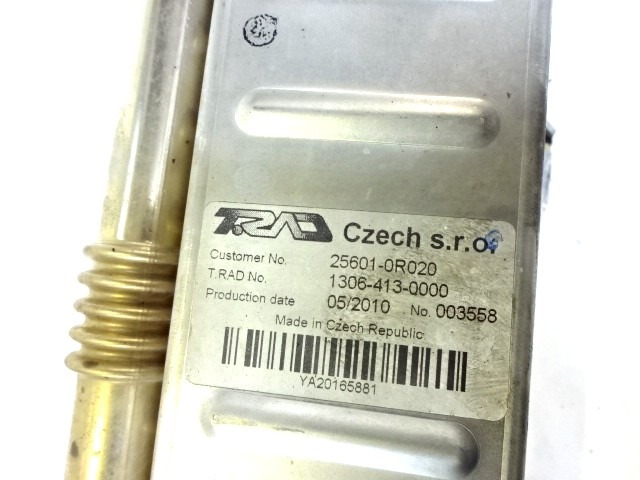 T.RAD Czech s.r.o.
Customer No. 25601-0R020
T.RAD No. 1306-413-0000
Production date 05/2010 No. 003558
Made in Czech Republic
YA20165881